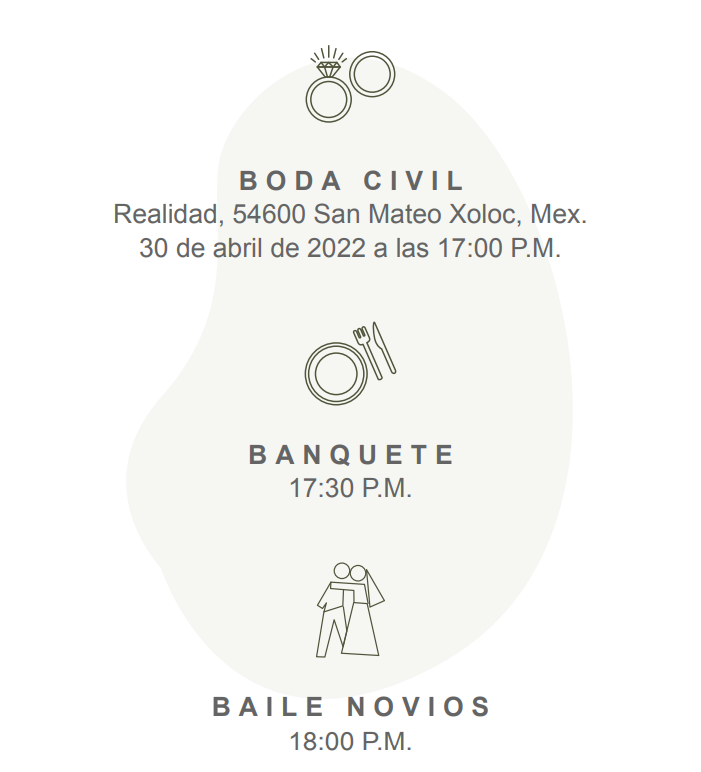 BODA CIVIL
Realidad, 54600 San Mateo Xoloc, Mex.
30 de abril de 2022 a las 17:00 P.M.
BANQUETE
17:30 P.M.
BAILE NOVIOS
18:00 P.M.